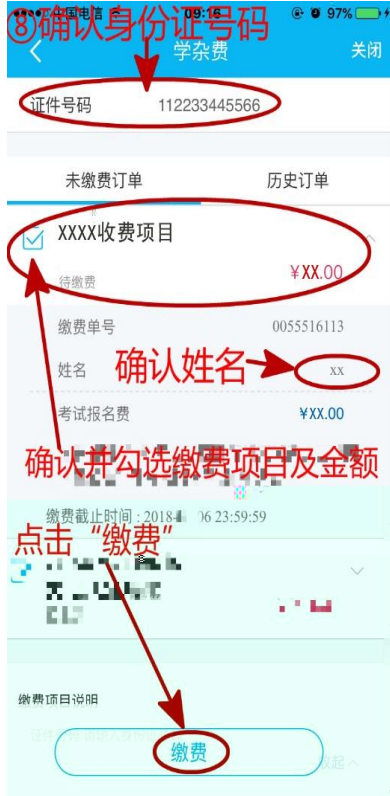 ⑧确认身份证号码
中国电信 09:16 97%
学杂费 关闭
证件号码 112233445566
未缴费订单 历史订单
XXXX收费项目
待缴费 ¥XX.00
缴费单号 0055516113
姓名 确认姓名 xx
考试报名费 ¥XX.00
确认并勾选缴费项目及金额
缴费截止时间 : 2018- 06 23:59:59
点击“缴费”
缴费项目说明
缴费
收起